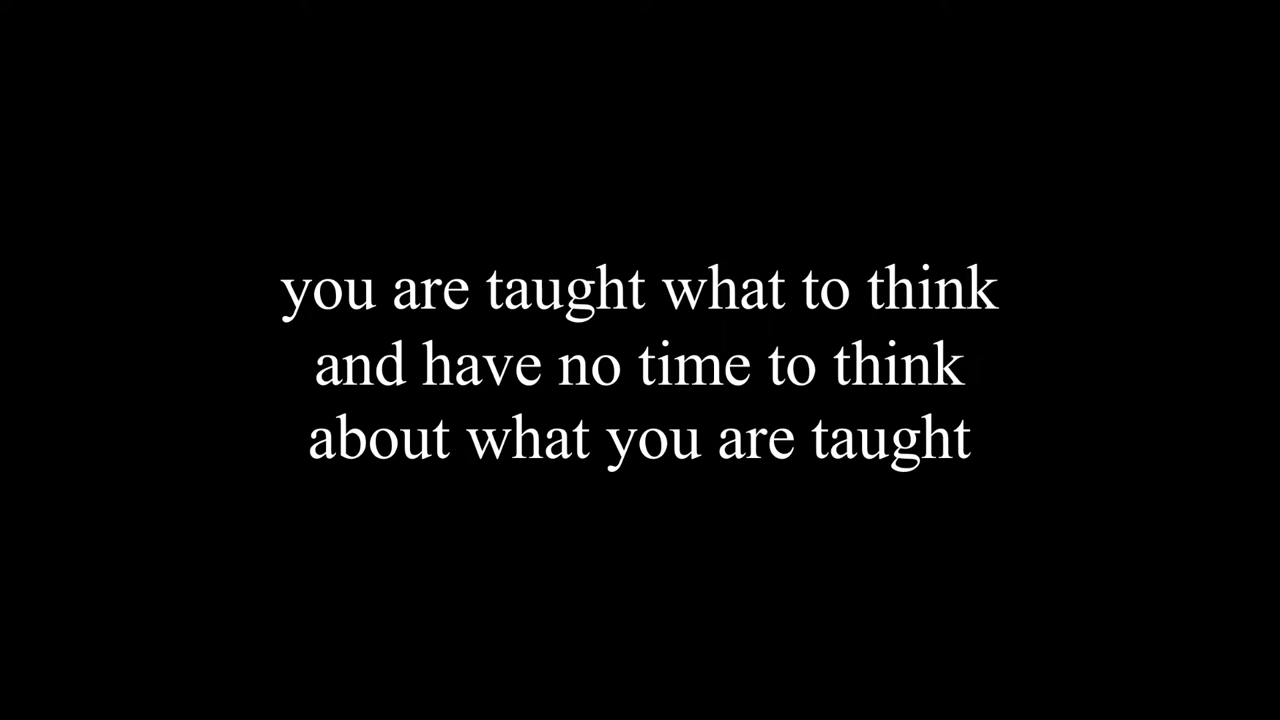 you are taught what to think
and have no time to think
about what you are taught